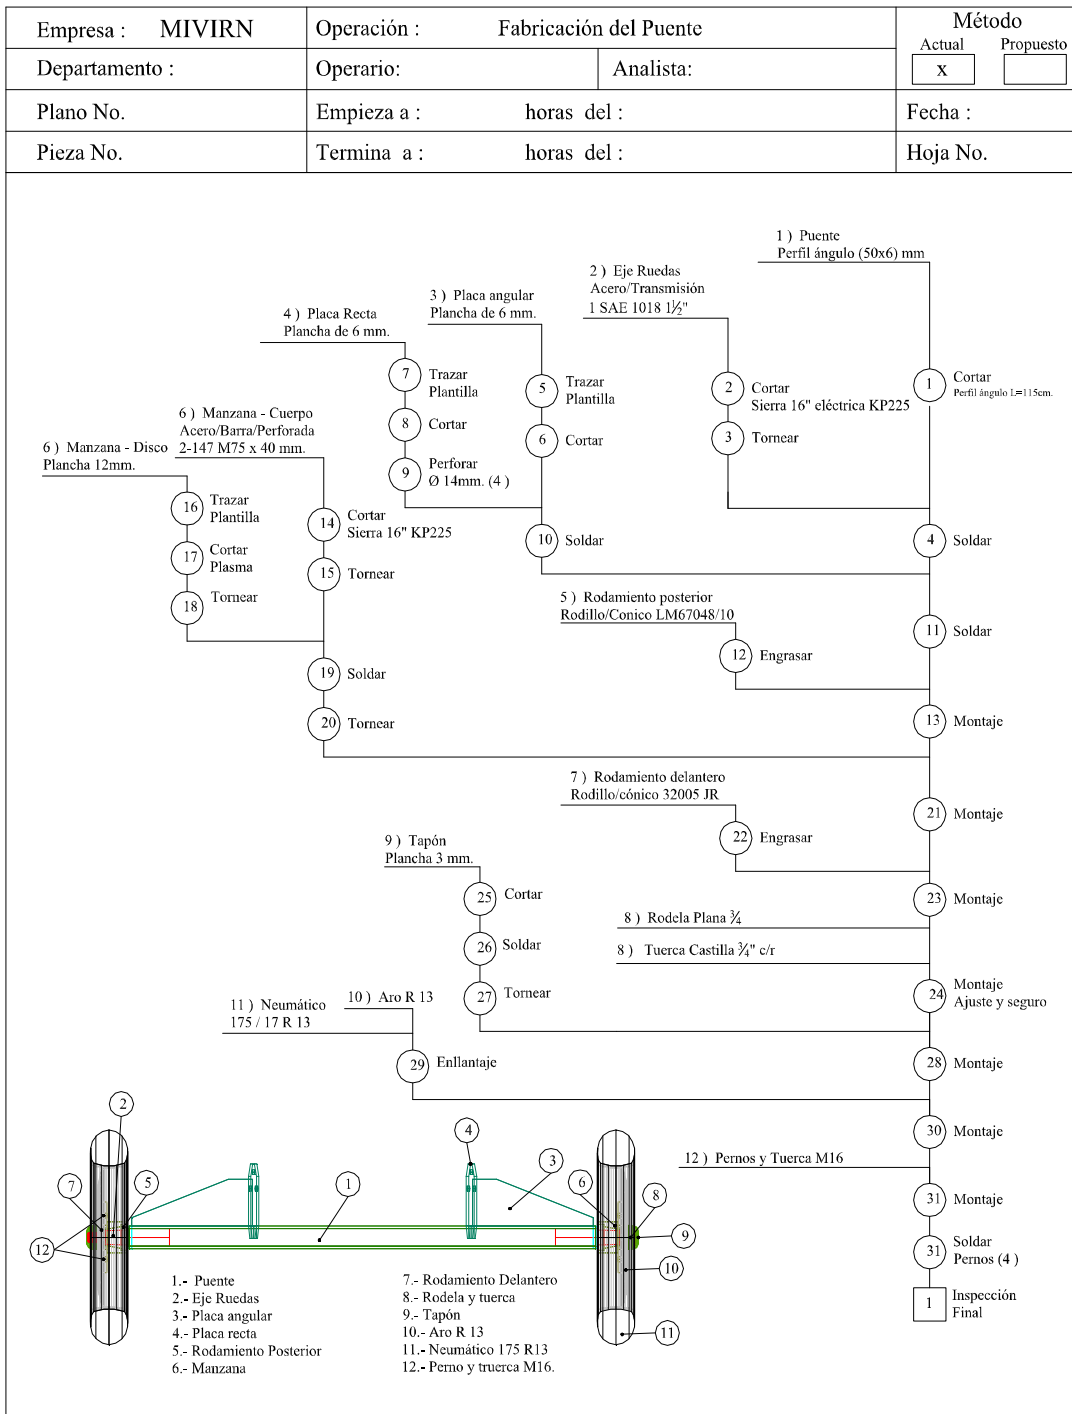 Empresa : MIVIRN
Operación : Fabricación del Puente
Método
Actual Propuesto
x
Departamento :
Operario:
Analista:
Plano No.
Empieza a : horas del :
Fecha :
Pieza No.
Termina a : horas del :
Hoja No.
1 ) Puente
Perfil ángulo (50x6) mm
2 ) Eje Ruedas
Acero/Transmisión
1 SAE 1018 1½"
3 ) Placa angular
Plancha de 6 mm.
4 ) Placa Recta
Plancha de 6 mm.
7 Trazar
Plantilla
5 Trazar
Plantilla
2 Cortar
Sierra 16" eléctrica KP225
1 Cortar
Perfil ángulo L=115cm.
8 Cortar
6 Cortar
3 Tornear
9 Perforar
Ø 14mm. (4 )
6 ) Manzana - Cuerpo
Acero/Barra/Perforada
2-147 M75 x 40 mm.
6 ) Manzana - Disco
Plancha 12mm.
16 Trazar
Plantilla
14 Cortar
Sierra 16" KP225
10 Soldar
4 Soldar
17 Cortar
Plasma
15 Tornear
18 Tornear
5 ) Rodamiento posterior
Rodillo/Conico LM67048/10
11 Soldar
12 Engrasar
19 Soldar
20 Tornear
13 Montaje
7 ) Rodamiento delantero
Rodillo/cónico 32005 JR
21 Montaje
22 Engrasar
9 ) Tapón
Plancha 3 mm.
25 Cortar
23 Montaje
8 ) Rodela Plana ¾
26 Soldar
8 ) Tuerca Castilla ¾" c/r
27 Tornear
24 Montaje
Ajuste y seguro
10 ) Aro R 13
11 ) Neumático
175 / 17 R 13
29 Enllantaje
28 Montaje
30 Montaje
12 ) Pernos y Tuerca M16
31 Montaje
31 Soldar
Pernos (4 )
1 Inspección
Final
2
4
3
7
5
1
6
8
9
12
10
11
1.- Puente
2.- Eje Ruedas
3.- Placa angular
4.- Placa recta
5.- Rodamiento Posterior
6.- Manzana
7.- Rodamiento Delantero
8.- Rodela y tuerca
9.- Tapón
10.- Aro R 13
11.- Neumático 175 R13
12.- Perno y truerca M16.